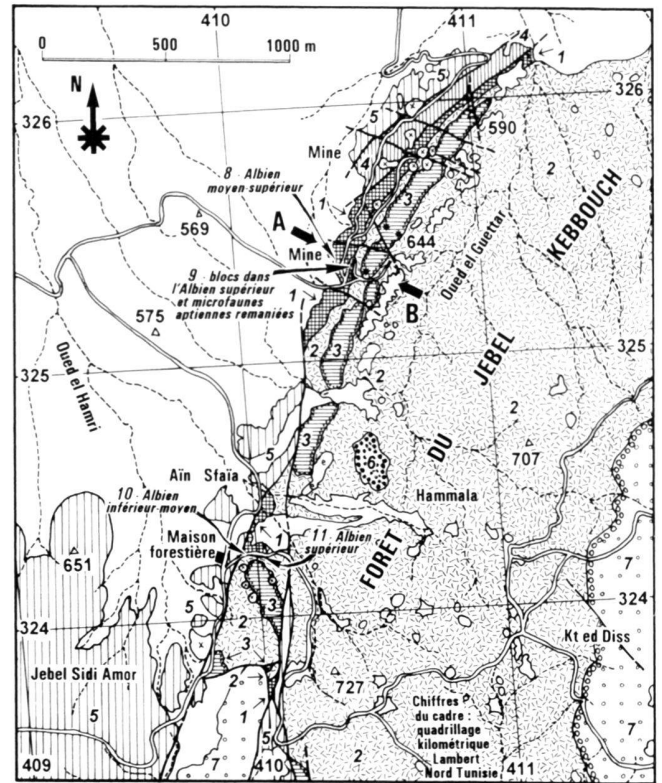 410
411
0 500 1000 m
N
326
326
5
4
1
5
590
4
Mine
2
8 - Albien
moyen-supérieur
1
3
A
569
644
Mine
9 - blocs dans
l'Albien supérieur
et microfaunes
aptiennes remaniées
B
Oued el Guettar
KEBBOUCH
1
575
2
3
325
325
JEBEL
Oued el Hamri
2
3
2
5
6
707
DU
Aïn Sfaïa
Hammala
10 - Albien
inférieur-moyen
1
11 - Albien
supérieur
FORÊT
Maison
forestière
651
7
3
324
324
5
2
Kt ed Diss
x
3
Jebel Sidi Amor
2
727
1
Chiffres
du cadre :
quadrillage
kilométrique
Lambert
Nord Tunisie
5
7
5
2
7
409
410
411